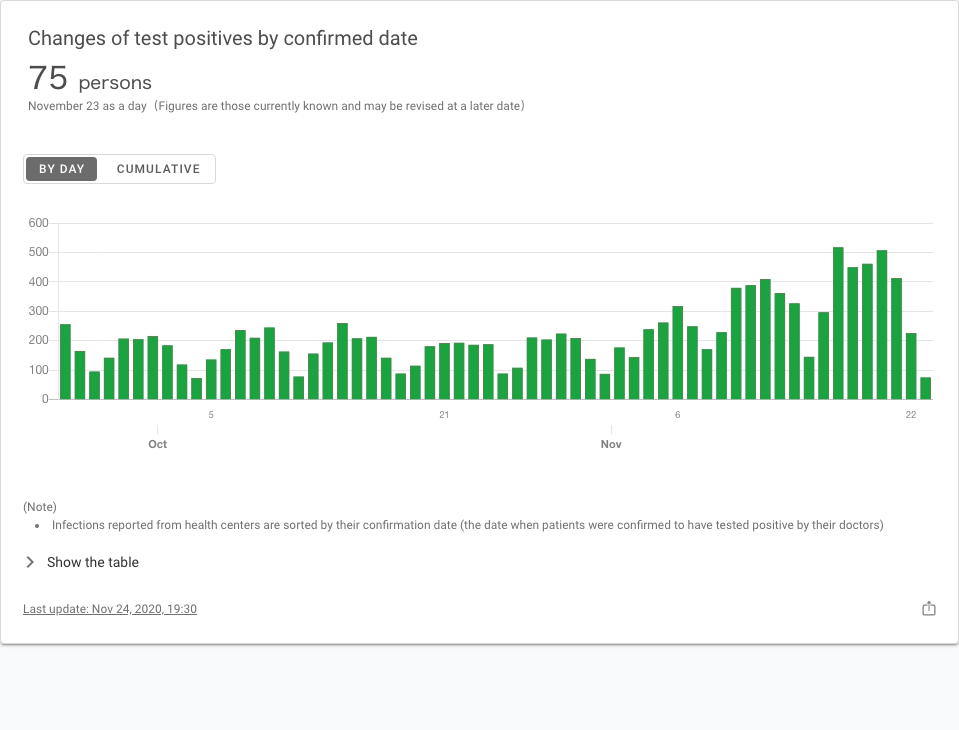 Changes of test positives by confirmed date
75 persons
November 23 as a day（Figures are those currently known and may be revised at a later date）
BY DAY CUMULATIVE
600
500
400
300
200
100
0
5 21 6 22
Oct Nov
(Note)
• Infections reported from health centers are sorted by their confirmation date (the date when patients were confirmed to have tested positive by their doctors)
Show the table
Last update: Nov 24, 2020, 19:30